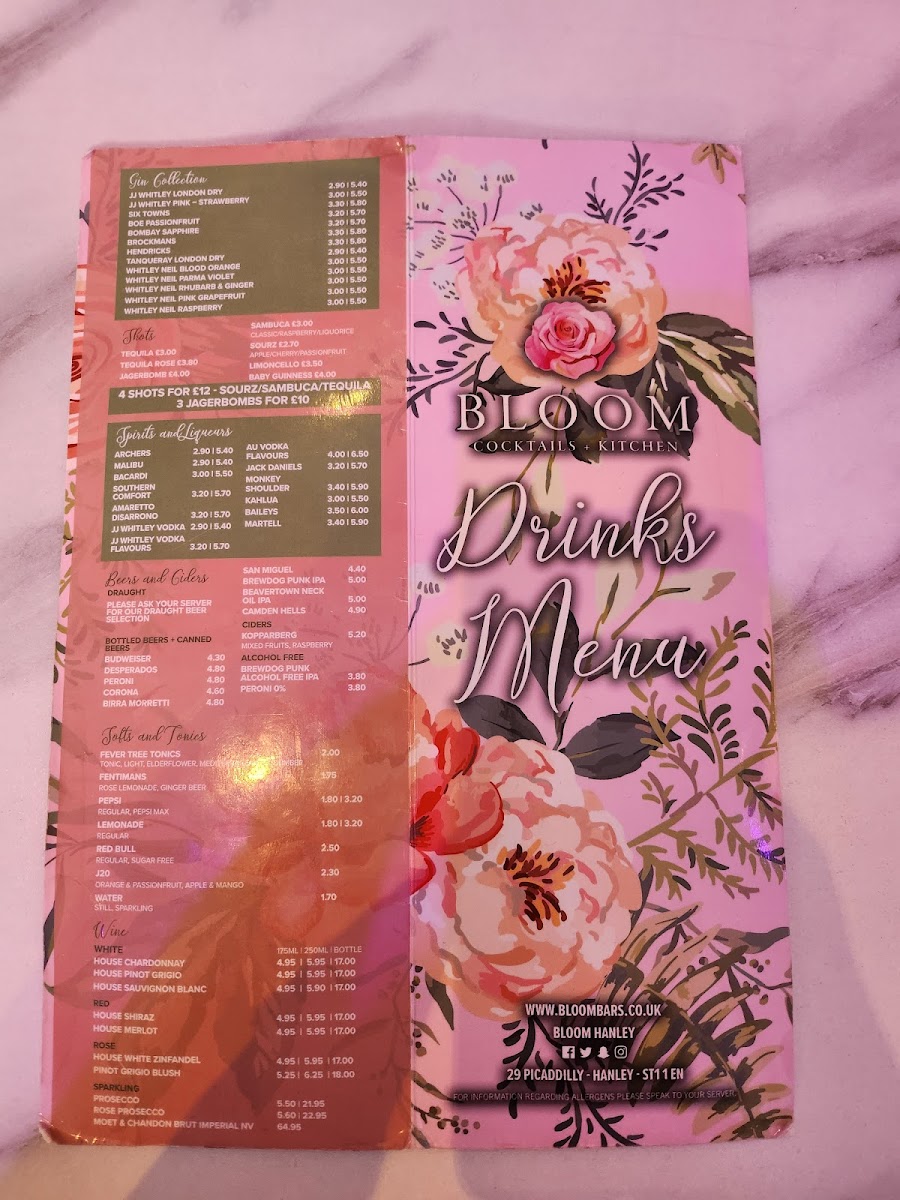 Gin Collection
JJ WHITLEY LONDON DRY 2.90 | 5.40
JJ WHITLEY PINK - STRAWBERRY 3.00 | 5.50
SIX TOWNS 3.30 | 5.80
BOE PASSIONFRUIT 3.20 | 5.70
BOMBAY SAPPHIRE 3.20 | 5.70
BROCKMANS 3.30 | 5.80
HENDRICKS 3.30 | 5.80
TANQUERAY LONDON DRY 2.90 | 5.40
WHITLEY NEIL BLOOD ORANGE 3.00 | 5.50
WHITLEY NEIL PARMA VIOLET 3.00 | 5.50
WHITLEY NEIL RHUBARB & GINGER 3.00 | 5.50
WHITLEY NEIL PINK GRAPEFRUIT 3.00 | 5.50
WHITLEY NEIL RASPBERRY 3.00 | 5.50
Shots
TEQUILA £3.00
TEQUILA ROSE £3.80
JAGERBOMB £4.00
SAMBUCA £3.00
CLASSIC/RASPBERRY/LIQUORICE
SOURZ £2.70
APPLE/CHERRY/PASSIONFRUIT
LIMONCELLO £3.50
BABY GUINNESS £4.00
4 SHOTS FOR £12 - SOURZ/SAMBUCA/TEQUILA
3 JAGERBOMBS FOR £10
Spirits and Liqueurs
ARCHERS 2.90 | 5.40
MALIBU 2.90 | 5.40
BACARDI 3.00 | 5.50
SOUTHERN
COMFORT 3.20 | 5.70
AMARETTO
DISARRONO 3.20 | 5.70
JJ WHITLEY VODKA 2.90 | 5.40
JJ WHITLEY VODKA
FLAVOURS 3.20 | 5.70
AU VODKA
FLAVOURS 4.00 | 6.50
JACK DANIELS 3.20 | 5.70
MONKEY
SHOULDER 3.40 | 5.90
KAHLUA 3.00 | 5.50
BAILEYS 3.50 | 6.00
MARTELL 3.40 | 5.90
Beers and Ciders
DRAUGHT
PLEASE ASK YOUR SERVER
FOR OUR DRAUGHT BEER
SELECTION
BOTTLED BEERS + CANNED
BEERS
BUDWEISER 4.30
DESPERADOS 4.80
PERONI 4.80
CORONA 4.60
BIRRA MORRETTI 4.80
SAN MIGUEL 4.40
BREWDOG PUNK IPA 5.00
BEAVERTOWN NECK
OIL IPA 5.00
CAMDEN HELLS 4.90
CIDERS
KOPPARBERG 5.20
MIXED FRUITS, RASPBERRY
ALCOHOL FREE
BREWDOG PUNK
ALCOHOL FREE IPA 3.80
PERONI 0% 3.80
Softs and Tonics
FEVER TREE TONICS 2.00
TONIC, LIGHT, ELDERFLOWER,
FENTIMANS 1.75
ROSE LEMONADE, GINGER BEER
PEPSI 1.80 | 3.20
REGULAR, PEPSI MAX
LEMONADE 1.80 | 3.20
REGULAR
RED BULL 2.50
REGULAR, SUGAR FREE
J20 2.30
ORANGE & PASSIONFRUIT, APPLE & MANGO
WATER 1.70
STILL, SPARKLING
Wine
WHITE 175ML | 250ML | BOTTLE
HOUSE CHARDONNAY 4.95 | 5.95 | 17.00
HOUSE PINOT GRIGIO 4.95 | 5.95 | 17.00
HOUSE SAUVIGNON BLANC 4.95 | 5.90 | 17.00
RED
HOUSE SHIRAZ 4.95 | 5.95 | 17.00
HOUSE MERLOT 4.95 | 5.95 | 17.00
ROSE
HOUSE WHITE ZINFANDEL 4.95 | 5.95 | 17.00
PINOT GRIGIO BLUSH 5.25 | 6.25 | 18.00
SPARKLING
PROSECCO 5.50 | 21.95
ROSE PROSECCO 5.60 | 22.95
MOET & CHANDON BRUT IMPERIAL NV 64.95
BLOOM
COCKTAILS + KITCHEN
Drinks
Menu
WWW.BLOOMBARS.CO.UK
BLOOM HANLEY
29 PICADDILLY - HANLEY - ST1 1EN
FOR INFORMATION REGARDING ALLERGENS PLEASE SPEAK TO YOUR SERVER.